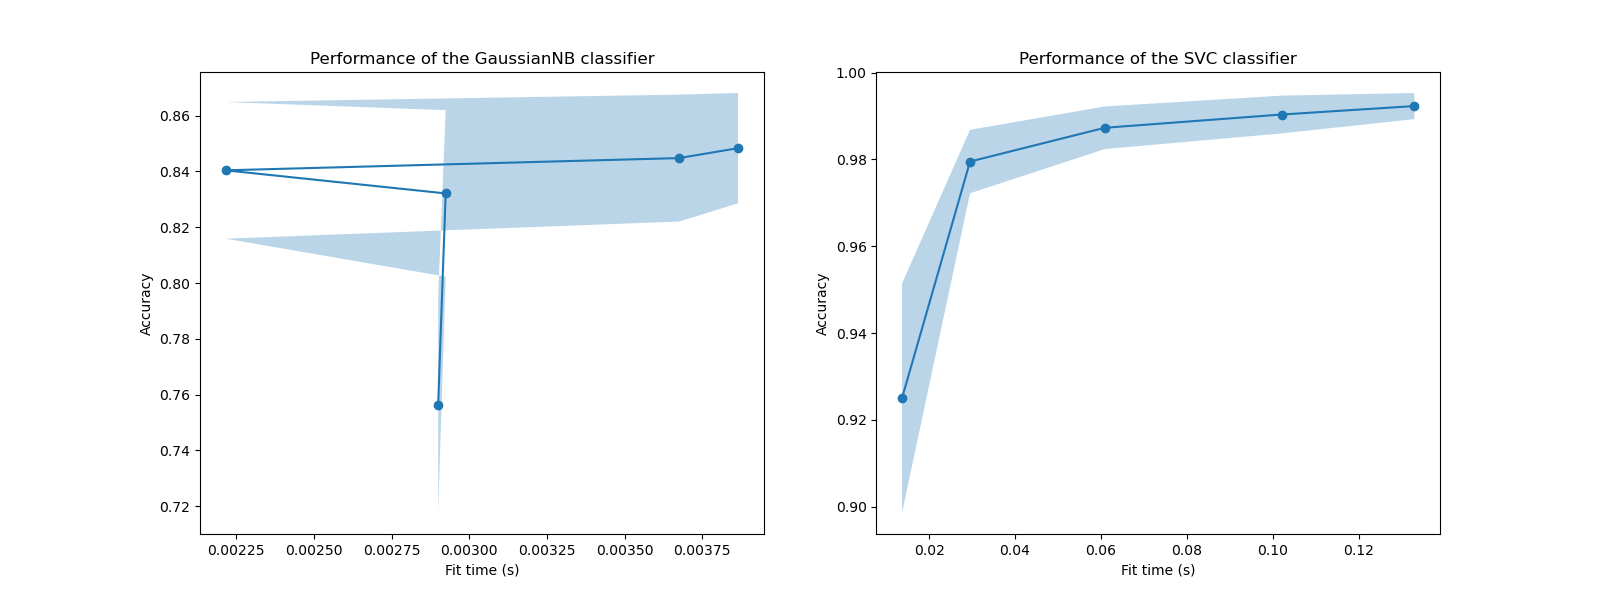 Performance of the GaussianNB classifier
0.86
0.84
0.82
0.80
0.78
0.76
0.74
0.72
Accuracy
0.00225 0.00250 0.00275 0.00300 0.00325 0.00350 0.00375
Fit time (s)
Performance of the SVC classifier
1.00
0.98
0.96
0.94
0.92
0.90
Accuracy
0.02 0.04 0.06 0.08 0.10 0.12
Fit time (s)